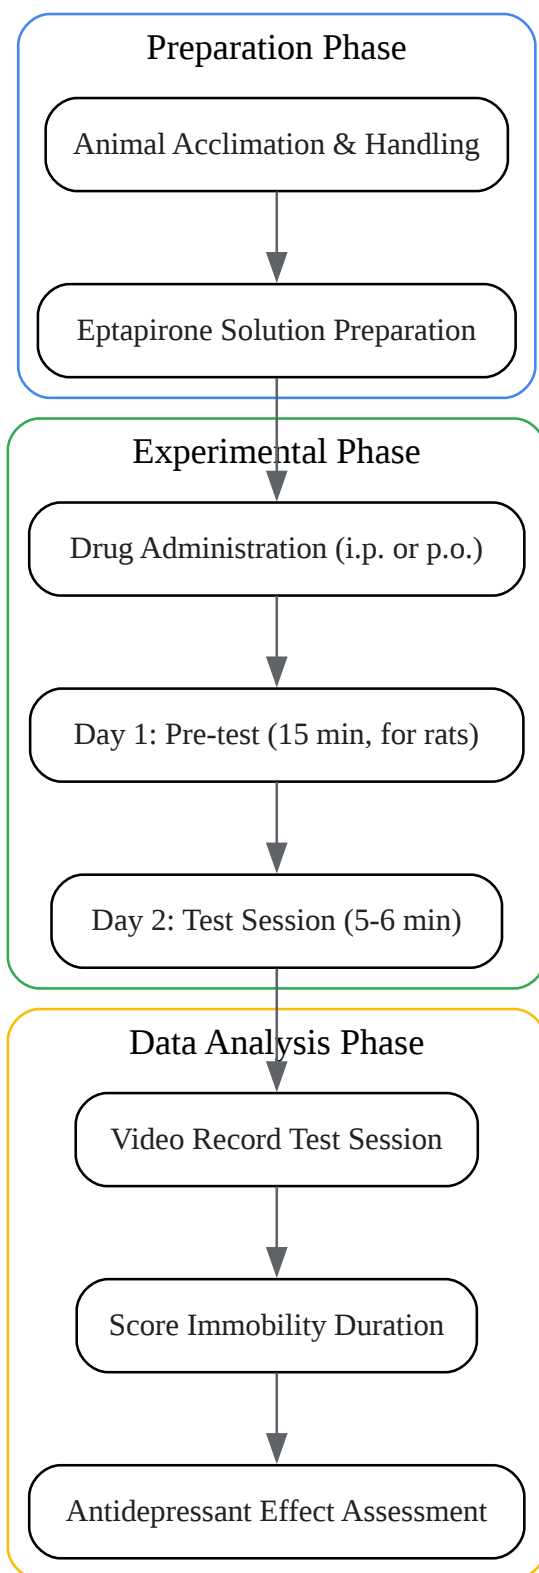 Preparation Phase
Animal Acclimation & Handling
Eptapirone Solution Preparation
Experimental Phase
Drug Administration (i.p. or p.o.)
Day 1: Pre-test (15 min, for rats)
Day 2: Test Session (5-6 min)
Data Analysis Phase
Video Record Test Session
Score Immobility Duration
Antidepressant Effect Assessment